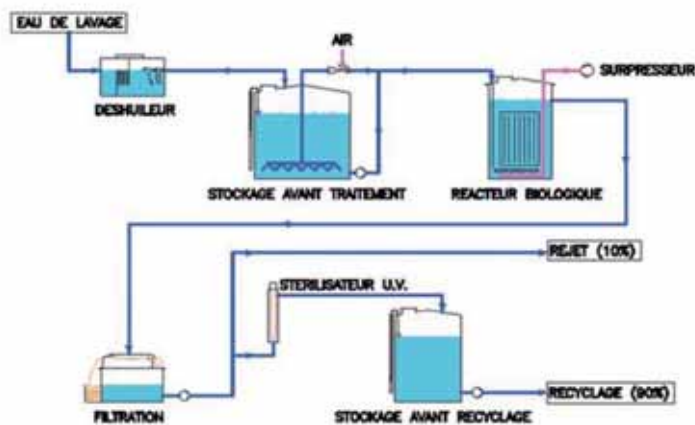 EAU DE LAVAGE
AIR
SURPRESSEUR
DESHUILEUR
STOCKAGE AVANT TRAITEMENT
REACTEUR BIOLOGIQUE
REJET (10%)
STERILISATEUR U.V.
RECYCLAGE (90%)
FILTRATION
STOCKAGE AVANT RECYCLAGE